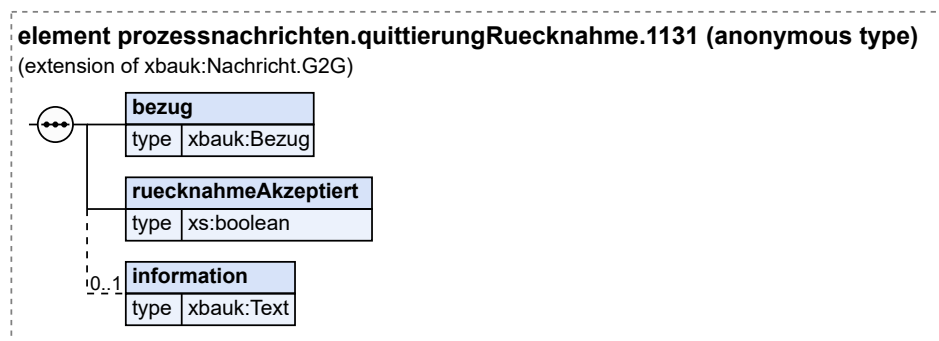 element prozessnachrichten.quittierungRuecknahme.1131 (anonymous type)
(extension of xbauk:Nachricht.G2G)
bezug
type xbauk:Bezug
ruecknahmeAkzeptiert
type xs:boolean
0..1 information
type xbauk:Text